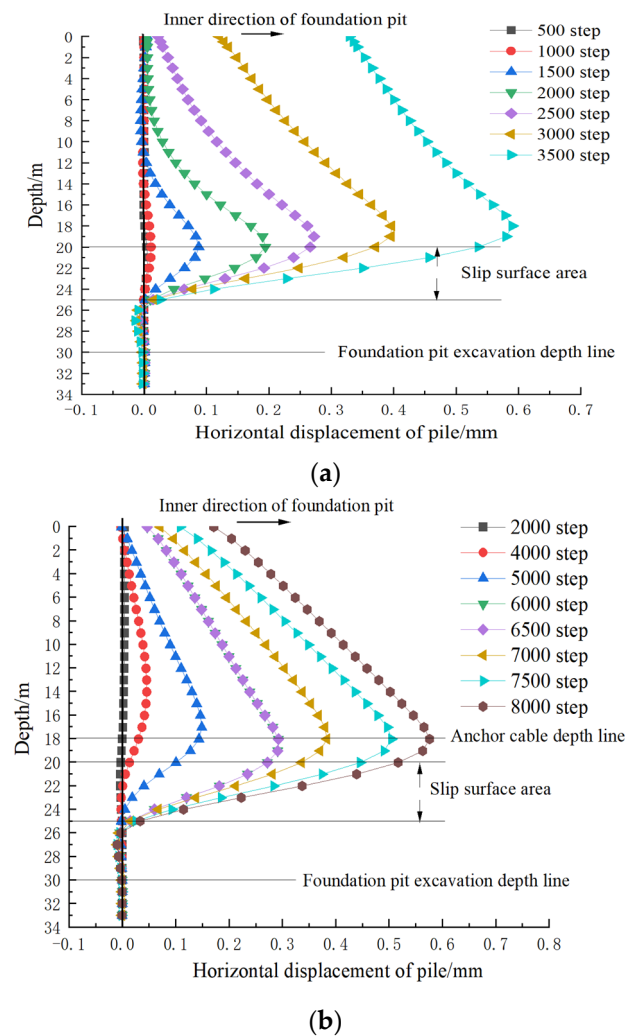 Inner direction of foundation pit
0
2
4
6
8
10
12
14
16
18
20
22
24
26
28
30
32
34
Depth/m
500 step
1000 step
1500 step
2000 step
2500 step
3000 step
3500 step
Slip surface area
Foundation pit excavation depth line
-0.1 0.0 0.1 0.2 0.3 0.4 0.5 0.6 0.7
Horizontal displacement of pile/mm
(a)
Inner direction of foundation pit
0
2
4
6
8
10
12
14
16
18
20
22
24
26
28
30
32
34
Depth/m
2000 step
4000 step
5000 step
6000 step
6500 step
7000 step
7500 step
8000 step
Anchor cable depth line
Slip surface area
Foundation pit excavation depth line
-0.1 0.0 0.1 0.2 0.3 0.4 0.5 0.6 0.7 0.8
Horizontal displacement of pile/mm
(b)